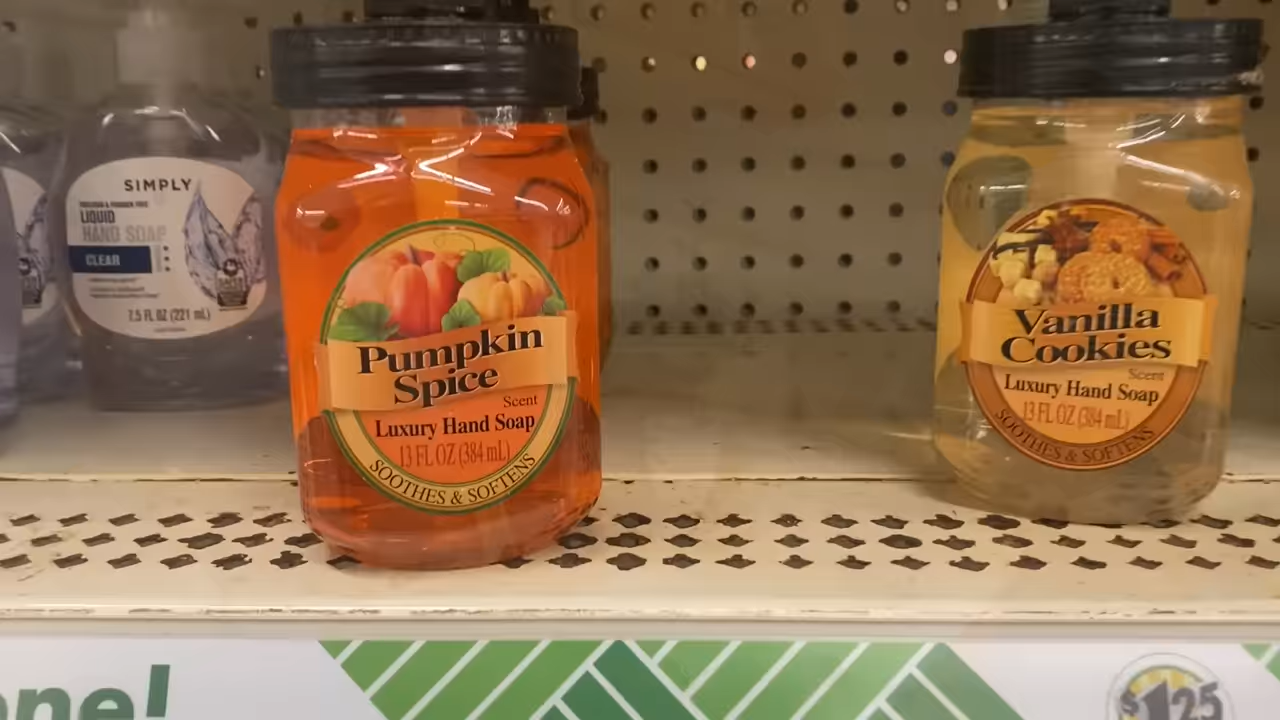 SIMPLY
LIQUID
HAND SOAP
CLEAR
7.5 FL OZ (221 mL)
Pumpkin
Spice
Scent
Luxury Hand Soap
13 FL OZ (384 mL)
SOOTHES & SOFTENS
Vanilla
Cookies
Scent
Luxury Hand Soap
13 FL OZ (384 mL)
SOOTHES & SOFTENS
one!
$1.25